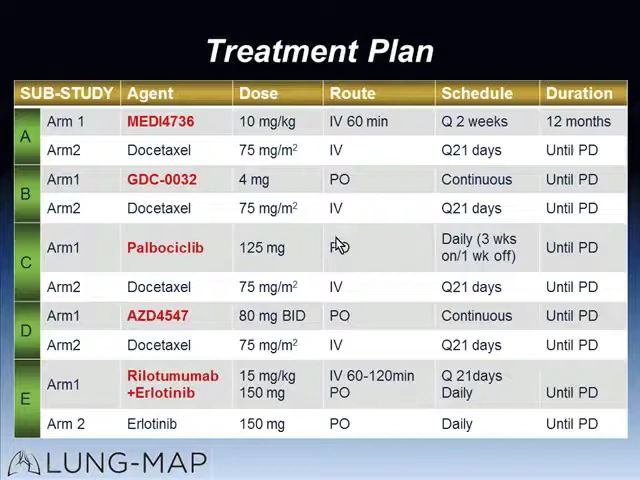 Treatment Plan
SUB-STUDY Agent Dose Route Schedule Duration
A Arm 1 MEDI4736 10 mg/kg IV 60 min Q 2 weeks 12 months
Arm2 Docetaxel 75 mg/m² IV Q21 days Until PD
B Arm1 GDC-0032 4 mg PO Continuous Until PD
Arm2 Docetaxel 75 mg/m² IV Q21 days Until PD
C Arm1 Palbociclib 125 mg PO Daily (3 wks on/1 wk off) Until PD
Arm2 Docetaxel 75 mg/m² IV Q21 days Until PD
D Arm1 AZD4547 80 mg BID PO Continuous Until PD
Arm2 Docetaxel 75 mg/m² IV Q21 days Until PD
E Arm1 Rilotumumab 15 mg/kg IV 60-120min Q 21days
+Erlotinib 150 mg PO Daily Until PD
Arm 2 Erlotinib 150 mg PO Daily Until PD
LUNG-MAP